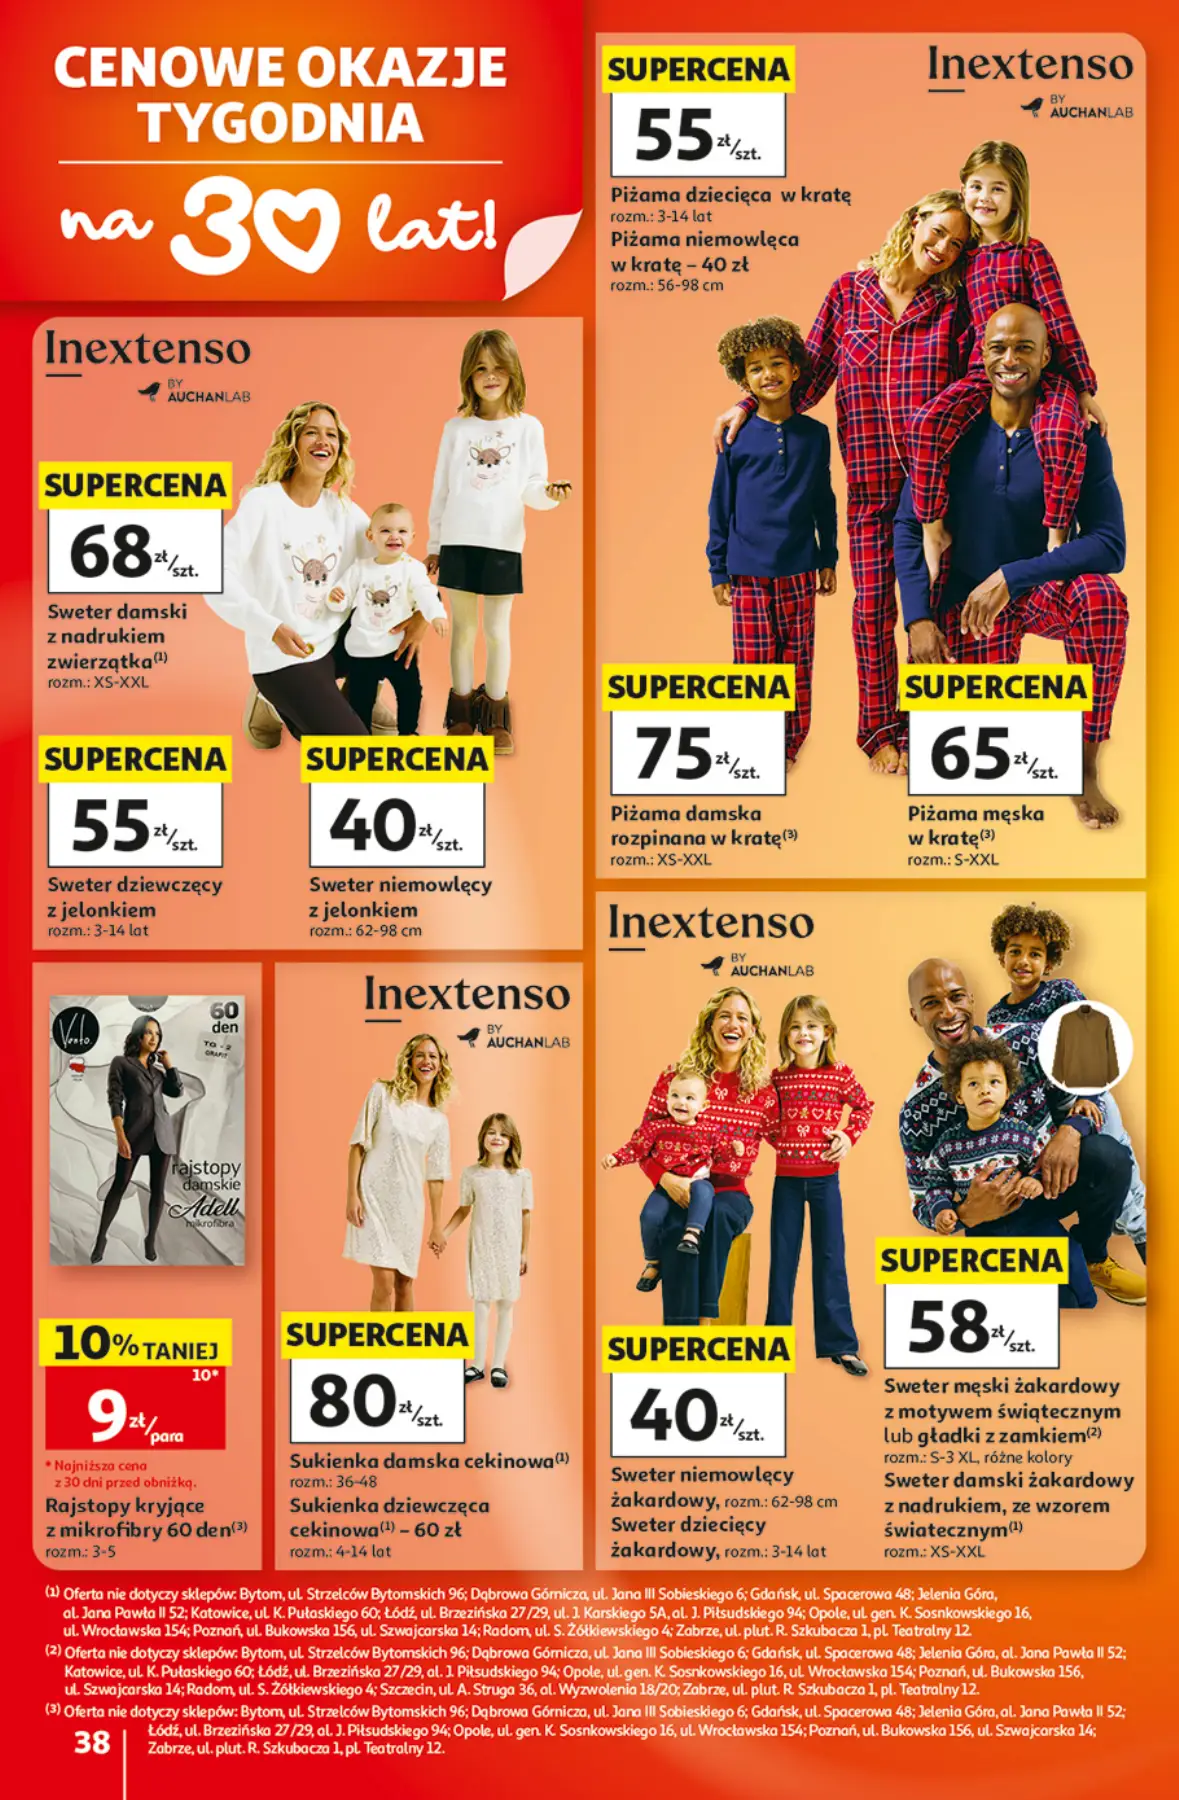 CENOWE OKAZJE
TYGODNIA
na 30 lat!
Inextenso
BY
AUCHANLAB
SUPERCENA
68 zł/szt.
Sweter damski
z nadrukiem
zwierzątka(1)
rozm.: XS-XXL
SUPERCENA
55 zł/szt.
Sweter dziewczęcy
z jelonkiem
rozm.: 3-14 lat
SUPERCENA
40 zł/szt.
Sweter niemowlęcy
z jelonkiem
rozm.: 62-98 cm
SUPERCENA
55 zł/szt.
Inextenso
BY
AUCHANLAB
Piżama dziecięca w kratę
rozm.: 3-14 lat
Piżama niemowlęca
w kratę – 40 zł
rozm.: 56-98 cm
SUPERCENA
75 zł/szt.
Piżama damska
rozpinana w kratę(3)
rozm.: XS-XXL
SUPERCENA
65 zł/szt.
Piżama męska
w kratę(3)
rozm.: S-XXL
Vento.
60
den
TG - 2
GRAFIT
rajstopy
damskie
Adell
mikrofibra
10% TANIEJ
10*
9 zł/para
* Najniższa cena
z 30 dni przed obniżką.
Rajstopy kryjące
z mikrofibry 60 den(3)
rozm.: 3-5
Inextenso
BY
AUCHANLAB
SUPERCENA
80 zł/szt.
Sukienka damska cekinowa(1)
rozm.: 36-48
Sukienka dziewczęca
cekinowa(1) – 60 zł
rozm.: 4-14 lat
Inextenso
BY
AUCHANLAB
SUPERCENA
40 zł/szt.
Sweter niemowlęcy
żakardowy, rozm.: 62-98 cm
Sweter dziecięcy
żakardowy, rozm.: 3-14 lat
SUPERCENA
58 zł/szt.
Sweter męski żakardowy
z motywem świątecznym
lub gładki z zamkiem(2)
rozm.: S-3 XL, różne kolory
Sweter damski żakardowy
z nadrukiem, ze wzorem
światecznym(1)
rozm.: XS-XXL
(1) Oferta nie dotyczy sklepów: Bytom, ul. Strzelców Bytomskich 96; Dąbrowa Górnicza, ul. Jana III Sobieskiego 6; Gdańsk, ul. Spacerowa 48; Jelenia Góra,
al. Jana Pawła II 52; Katowice, ul. K. Pułaskiego 60; Łódź, ul. Brzezińska 27/29, ul. J. Karskiego 5A, al. J. Piłsudskiego 94; Opole, ul. gen. K. Sosnkowskiego 16,
ul. Wrocławska 154; Poznań, ul. Bukowska 156, ul. Szwajcarska 14; Radom, ul. S. Żółkiewskiego 4; Zabrze, ul. plut. R. Szkubacza 1, pl. Teatralny 12.
(2) Oferta nie dotyczy sklepów: Bytom, ul. Strzelców Bytomskich 96; Dąbrowa Górnicza, ul. Jana III Sobieskiego 6; Gdańsk, ul. Spacerowa 48; Jelenia Góra, al. Jana Pawła II 52;
Katowice, ul. K. Pułaskiego 60; Łódź, ul. Brzezińska 27/29, al. J. Piłsudskiego 94; Opole, ul. gen. K. Sosnkowskiego 16, ul. Wrocławska 154; Poznań, ul. Bukowska 156,
ul. Szwajcarska 14; Radom, ul. S. Żółkiewskiego 4; Szczecin, ul. A. Struga 36, al. Wyzwolenia 18/20; Zabrze, ul. plut. R. Szkubacza 1, pl. Teatralny 12.
(3) Oferta nie dotyczy sklepów: Bytom, ul. Strzelców Bytomskich 96; Dąbrowa Górnicza, ul. Jana III Sobieskiego 6; Gdańsk, ul. Spacerowa 48; Jelenia Góra, al. Jana Pawła II 52;
Łódź, ul. Brzezińska 27/29, al. J. Piłsudskiego 94; Opole, ul. gen. K. Sosnkowskiego 16, ul. Wrocławska 154; Poznań, ul. Bukowska 156, ul. Szwajcarska 14;
Zabrze, ul. plut. R. Szkubacza 1, pl. Teatralny 12.
38